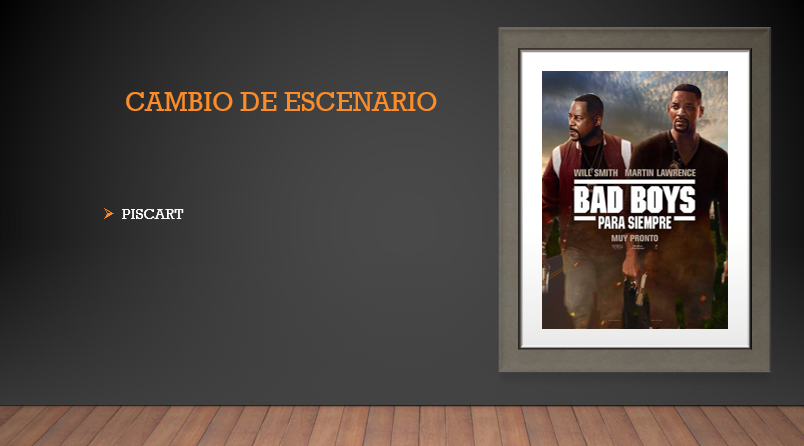 CAMBIO DE ESCENARIO
PISCART
WILL SMITH MARTIN LAWRENCE
BAD BOYS
PARA SIEMPRE
MUY PRONTO